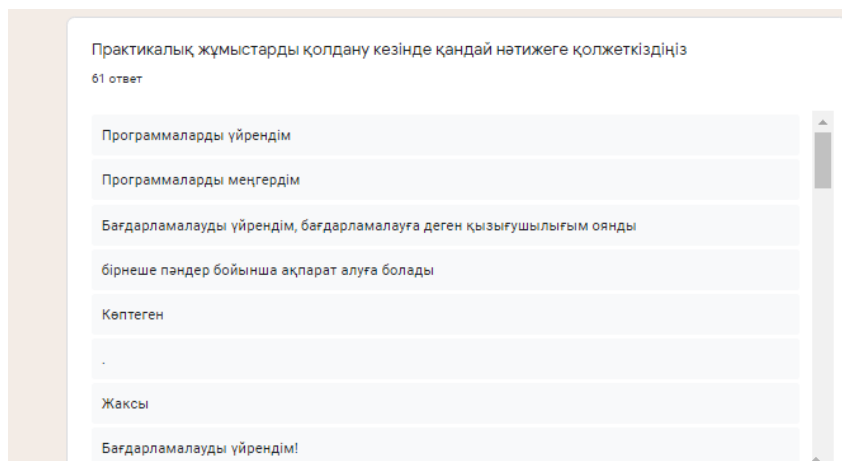 Практикалық жұмыстарды қолдану кезінде қандай нәтижеге қолжеткіздіңіз
61 ответ
Программаларды үйрендім
Программаларды меңгердім
Бағдарламалауды үйрендім, бағдарламалауға деген қызығушылығым оянды
бірнеше пәндер бойынша ақпарат алуға болады
Көптеген
.
Жаксы
Бағдарламалауды үйрендім!